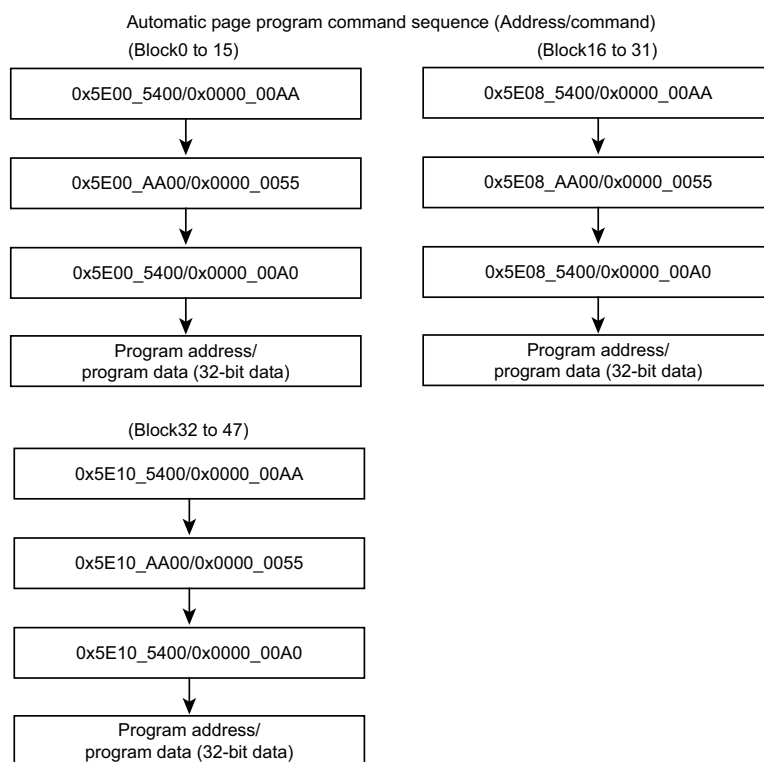 Automatic page program command sequence (Address/command)
(Block0 to 15)
0x5E00_5400/0x0000_00AA
0x5E00_AA00/0x0000_0055
0x5E00_5400/0x0000_00A0
Program address/
program data (32-bit data)
(Block16 to 31)
0x5E08_5400/0x0000_00AA
0x5E08_AA00/0x0000_0055
0x5E08_5400/0x0000_00A0
Program address/
program data (32-bit data)
(Block32 to 47)
0x5E10_5400/0x0000_00AA
0x5E10_AA00/0x0000_0055
0x5E10_5400/0x0000_00A0
Program address/
program data (32-bit data)